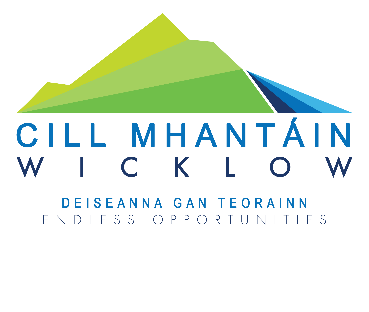 CILL MHANTÁIN
WICKLOW
DEISEANNA GAN TEORAINN
ENDLESS OPPORTUNITIES